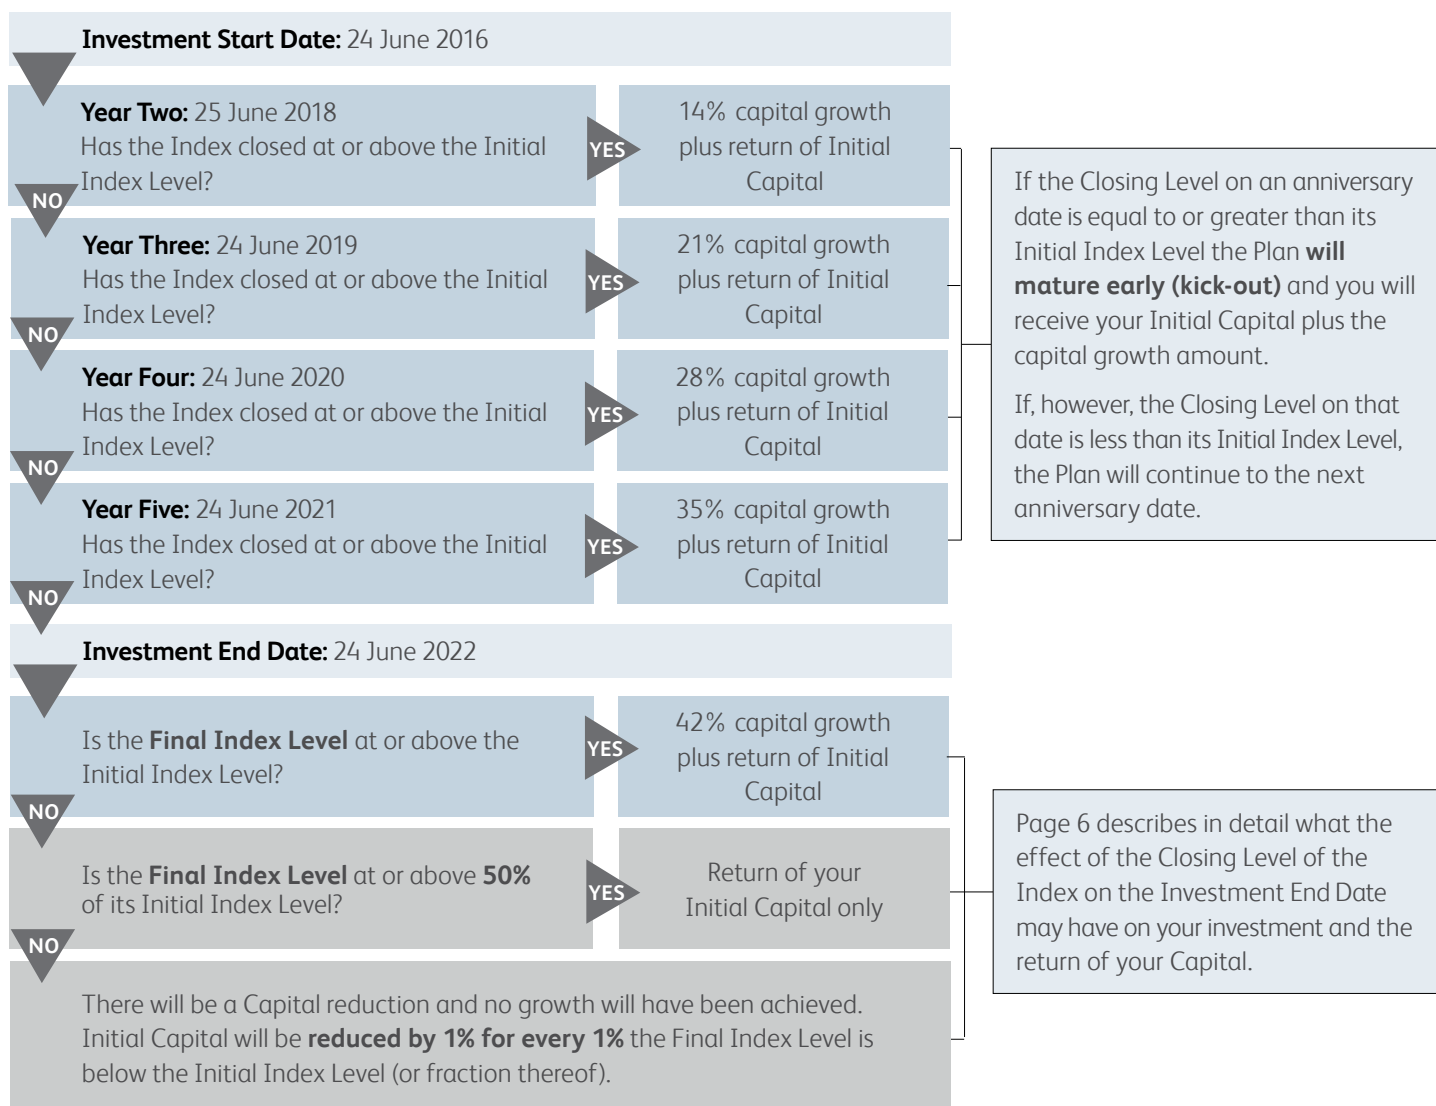 Investment Start Date: 24 June 2016
Year Two: 25 June 2018
Has the Index closed at or above the Initial
Index Level?
YES
14% capital growth
plus return of Initial
Capital
NO
Year Three: 24 June 2019
Has the Index closed at or above the Initial
Index Level?
YES
21% capital growth
plus return of Initial
Capital
NO
Year Four: 24 June 2020
Has the Index closed at or above the Initial
Index Level?
YES
28% capital growth
plus return of Initial
Capital
NO
Year Five: 24 June 2021
Has the Index closed at or above the Initial
Index Level?
YES
35% capital growth
plus return of Initial
Capital
NO
If the Closing Level on an anniversary
date is equal to or greater than its
Initial Index Level the Plan will
mature early (kick-out) and you will
receive your Initial Capital plus the
capital growth amount.
If, however, the Closing Level on that
date is less than its Initial Index Level,
the Plan will continue to the next
anniversary date.
Investment End Date: 24 June 2022
Is the Final Index Level at or above the
Initial Index Level?
YES
42% capital growth
plus return of Initial
Capital
NO
Is the Final Index Level at or above 50%
of its Initial Index Level?
YES
Return of your
Initial Capital only
NO
There will be a Capital reduction and no growth will have been achieved.
Initial Capital will be reduced by 1% for every 1% the Final Index Level is
below the Initial Index Level (or fraction thereof).
Page 6 describes in detail what the
effect of the Closing Level of the
Index on the Investment End Date
may have on your investment and the
return of your Capital.